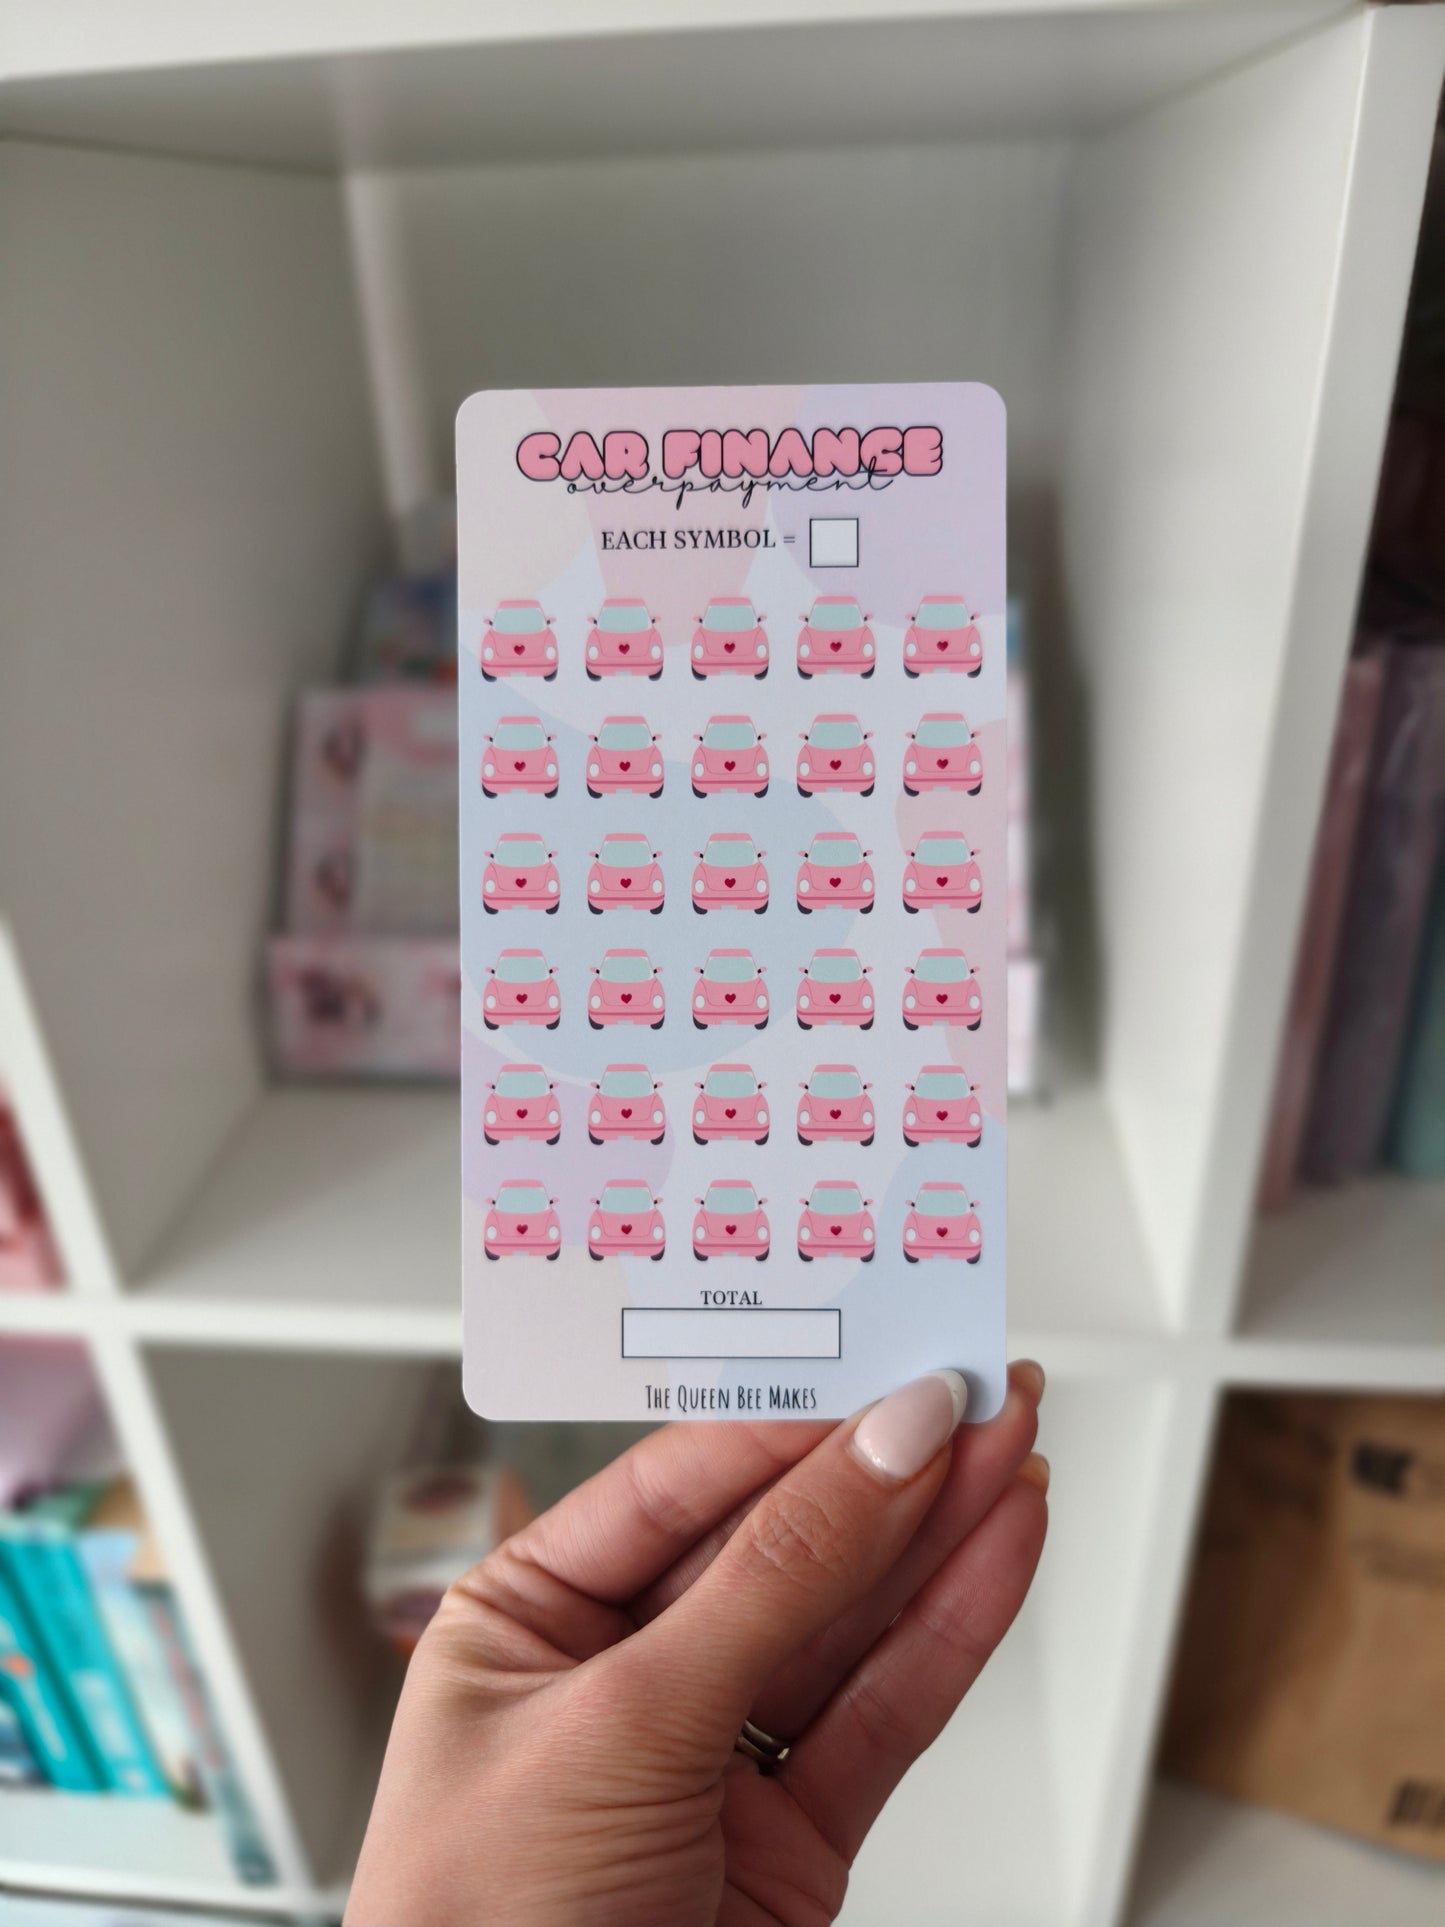 CAR FINANCE
overpayment
EACH SYMBOL =
TOTAL
THE QUEEN BEE MAKES